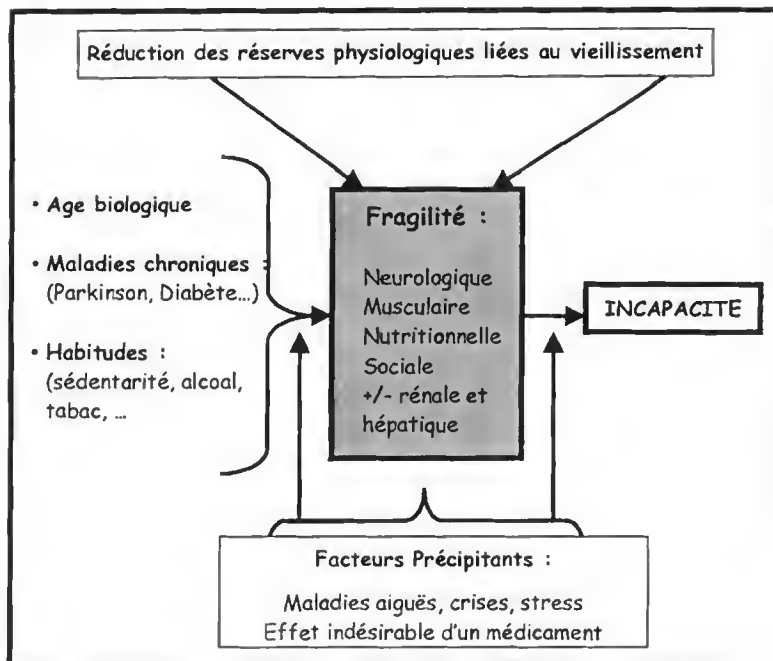 Réduction des réserves physiologiques liées au vieillissement
• Age biologique
• Maladies chroniques :
(Parkinson, Diabète...)
• Habitudes :
(sédentarité, alcoal,
tabac, ...
Fragilité :
Neurologique
Musculaire
Nutritionnelle
Sociale
+/- rénale et
hépatique
INCAPACITE
Facteurs Précipitants :
Maladies aiguës, crises, stress
Effet indésirable d'un médicament